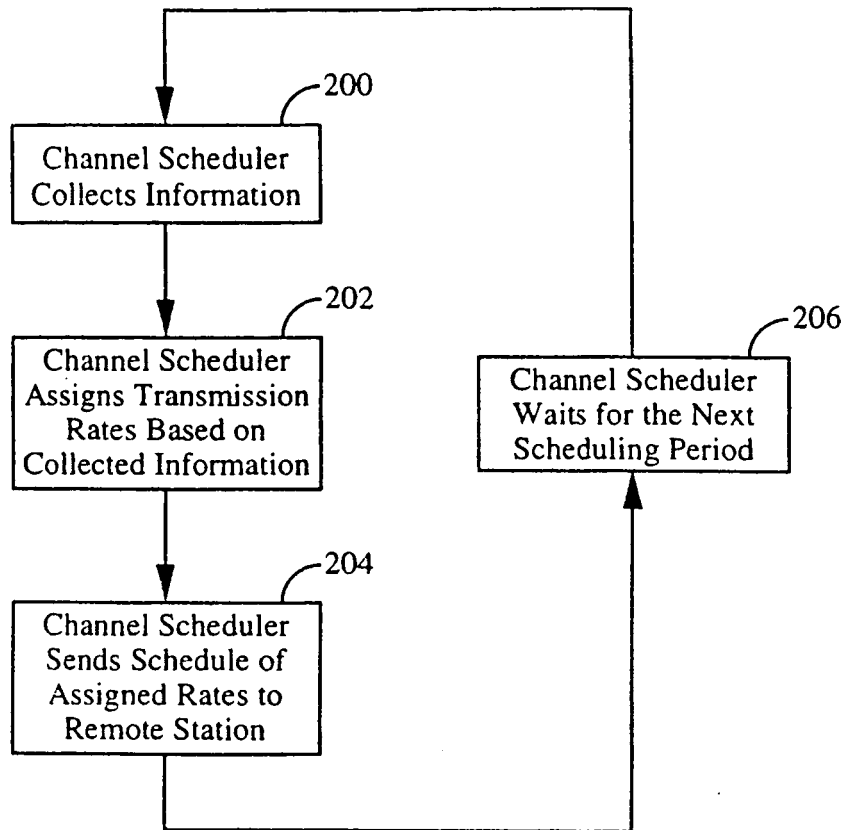 200
Channel Scheduler
Collects Information
202
Channel Scheduler
Assigns Transmission
Rates Based on
Collected Information
206
Channel Scheduler
Waits for the Next
Scheduling Period
204
Channel Scheduler
Sends Schedule of
Assigned Rates to
Remote Station